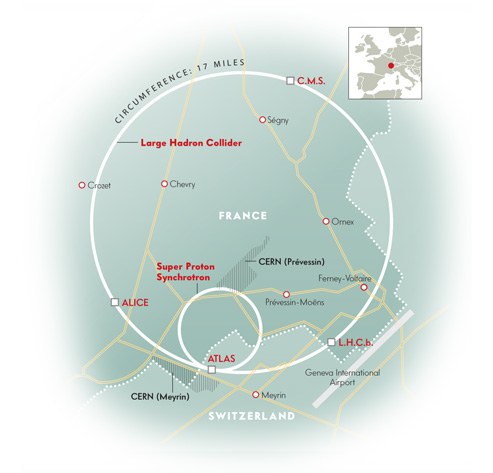 CIRCUMFERENCE: 17 MILES
C.M.S.
Ségny
Large Hadron Collider
Crozet
Chevry
FRANCE
Ornex
CERN (Prévessin)
Super Proton
Synchrotron
Ferney-Voltaire
Prévessin-Moëns
ALICE
L.H.C.b.
ATLAS
Geneva International
Airport
CERN (Meyrin)
Meyrin
SWITZERLAND